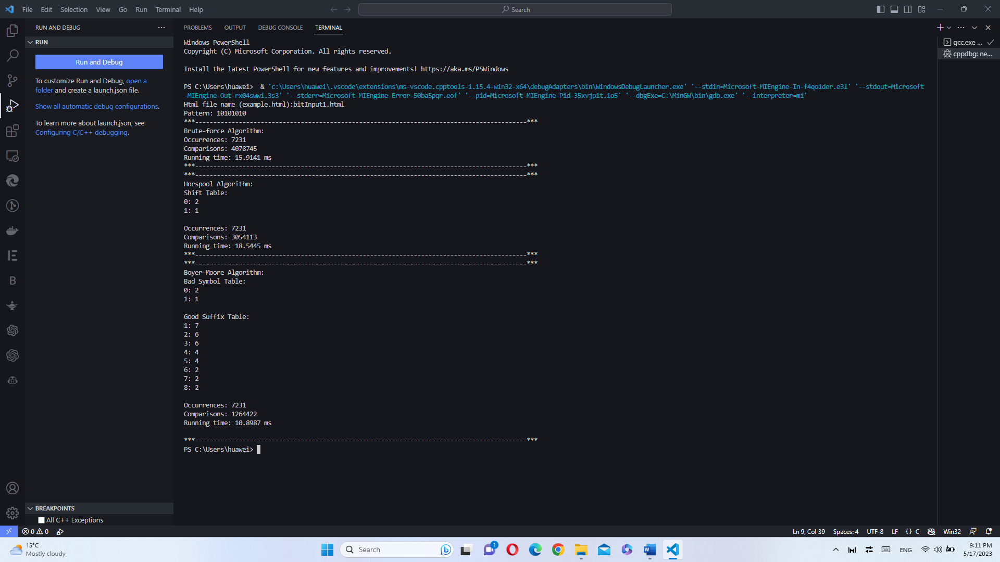 File Edit Selection View Go Run Terminal Help
Search
RUN AND DEBUG
RUN
Run and Debug
To customize Run and Debug, open a
folder and create a launch.json file.
Show all automatic debug configurations.
To learn more about launch.json, see
Configuring C/C++ debugging.
BREAKPOINTS
All C++ Exceptions
PROBLEMS OUTPUT DEBUG CONSOLE TERMINAL
Windows PowerShell
Copyright (C) Microsoft Corporation. All rights reserved.
Install the latest PowerShell for new features and improvements! https://aka.ms/PSWindows
PS C:\Users\huawei>  & 'c:\Users\huawei\.vscode\extensions\ms-vscode.cpptools-1.15.4-win32-x64\debugAdapters\bin\WindowsDebugLauncher.exe' '--stdin=Microsoft-MIEngine-In-f4qo1der.e3l' '--stdout=Microsoft
-MIEngine-Out-rx04swwi.3s3' '--stderr=Microsoft-MIEngine-Error-50ba5pqr.eof' '--pid=Microsoft-MIEngine-Pid-35xvjp1t.1o5' '--dbgExe=C:\MinGW\bin\gdb.exe' '--interpreter=mi'
Html file name (example.html):bitInput1.html
Pattern: 10101010
***-------------------------------------------------------------------------------------------***
Brute-force Algorithm:
Occurrences: 7231
Comparisons: 4078745
Running time: 15.9141 ms
***-------------------------------------------------------------------------------------------***
***-------------------------------------------------------------------------------------------***
Horspool Algorithm:
Shift Table:
0: 2
1: 1
Occurrences: 7231
Comparisons: 3054113
Running time: 18.5445 ms
***-------------------------------------------------------------------------------------------***
***-------------------------------------------------------------------------------------------***
Boyer-Moore Algorithm:
Bad Symbol Table:
0: 2
1: 1
Good Suffix Table:
1: 7
2: 6
3: 6
4: 4
5: 4
6: 2
7: 2
8: 2
Occurrences: 7231
Comparisons: 1264422
Running time: 10.8987 ms
***-------------------------------------------------------------------------------------------***
PS C:\Users\huawei>
gcc.exe ...
cppdbg: ne...
0 0
Ln 9, Col 39 Spaces: 4 UTF-8 LF {} C Win32
15°C
Mostly cloudy
Search
1
ENG
9:11 PM
5/17/2023